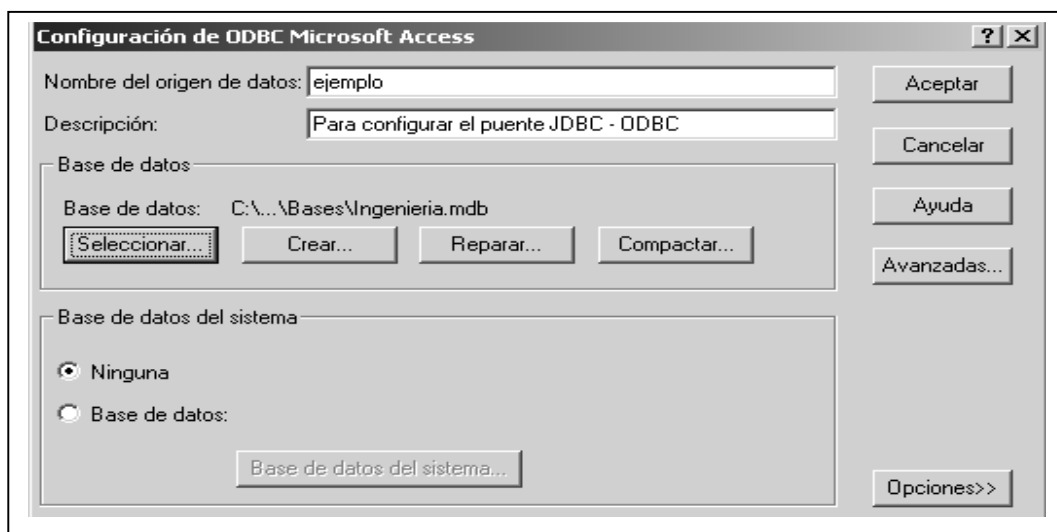 Configuración de ODBC Microsoft Access
Nombre del origen de datos: ejemplo
Aceptar
Descripción: Para configurar el puente JDBC - ODBC
Cancelar
Base de datos
Base de datos: C:\...\Bases\Ingenieria.mdb
Ayuda
Seleccionar... Crear... Reparar... Compactar...
Avanzadas...
Base de datos del sistema
Ninguna
Base de datos:
Base de datos del sistema...
Opciones>>